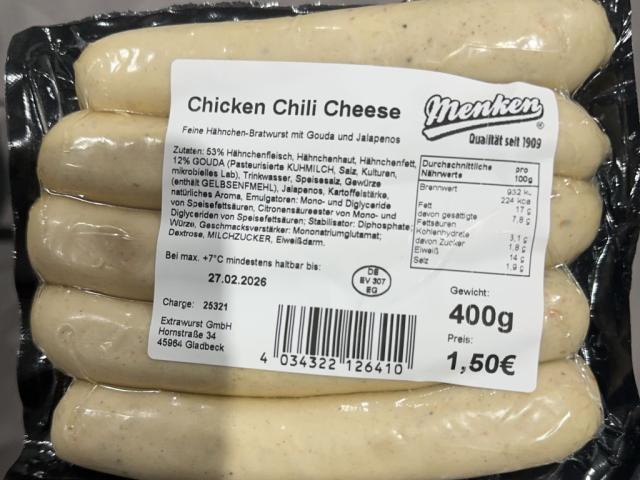 Chicken Chili Cheese
Feine Hähnchen-Bratwurst mit Gouda und Jalapenos
Zutaten: 53% Hähnchenfleisch, Hähnchenhaut, Hähnchenfett,
12% GOUDA (Pasteurisierte KUHMILCH, Salz, Kulturen,
mikrobielles Lab), Trinkwasser, Speisesalz, Gewürze
(enthält GELBSENFMEHL), Jalapenos, Kartoffelstärke,
natürliches Aroma, Emulgatoren: Mono- und Diglyceride
von Speisefettsäuren, Citronensäureester von Mono- und
Diglyceriden von Speisefettsäuren; Stabilisator: Diphosphate;
Würze, Geschmacksverstärker: Mononatriumglutamat;
Dextrose, MILCHZUCKER, Eiweißdarm.
Bei max. +7°C mindestens haltbar bis:
27.02.2026
Charge: 25321
Extrawurst GmbH
Hornstraße 34
45964 Gladbeck
DE
EV 307
EG
4 034322 126410
Menken
®
Qualität seit 1909
Durchschnittliche pro
Nährwerte 100g
Brennwert 932
224
Fett 17 g
davon gesättigte 7,8 g
Fettsäuren
Kohlenhydrate 3,1 g
davon Zucker 1,8 g
Eiweiß 14 g
Salz 1,9 g
Gewicht:
400g
Preis:
1,50€